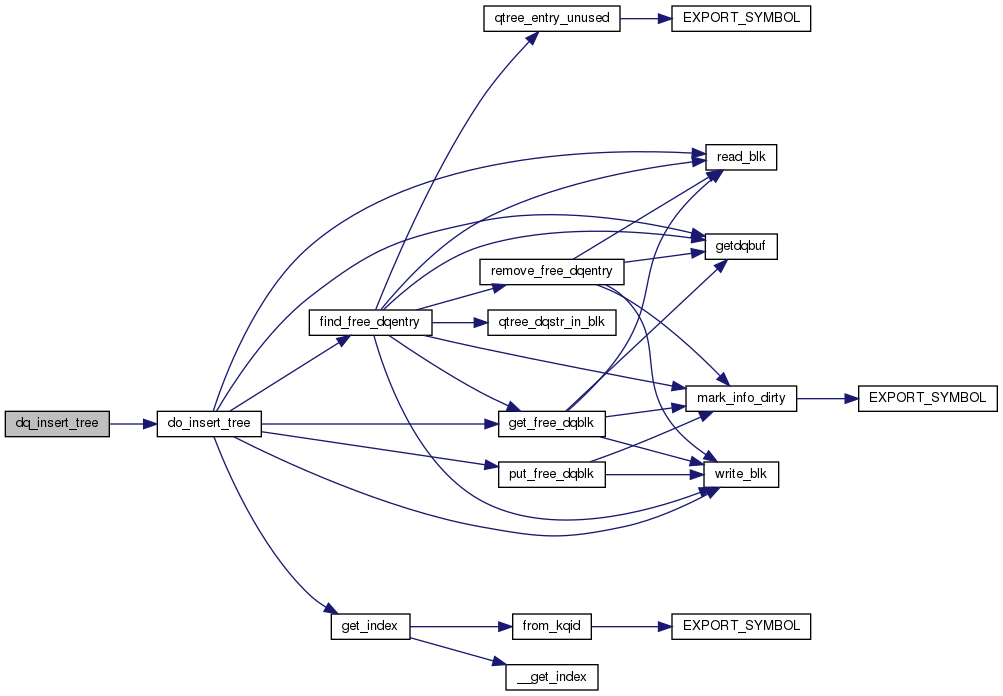 qtree_entry_unused
EXPORT_SYMBOL
read_blk
getdqbuf
remove_free_dqentry
find_free_dqentry
qtree_dqstr_in_blk
mark_info_dirty
EXPORT_SYMBOL
dq_insert_tree
do_insert_tree
get_free_dqblk
put_free_dqblk
write_blk
get_index
from_kqid
EXPORT_SYMBOL
__get_index